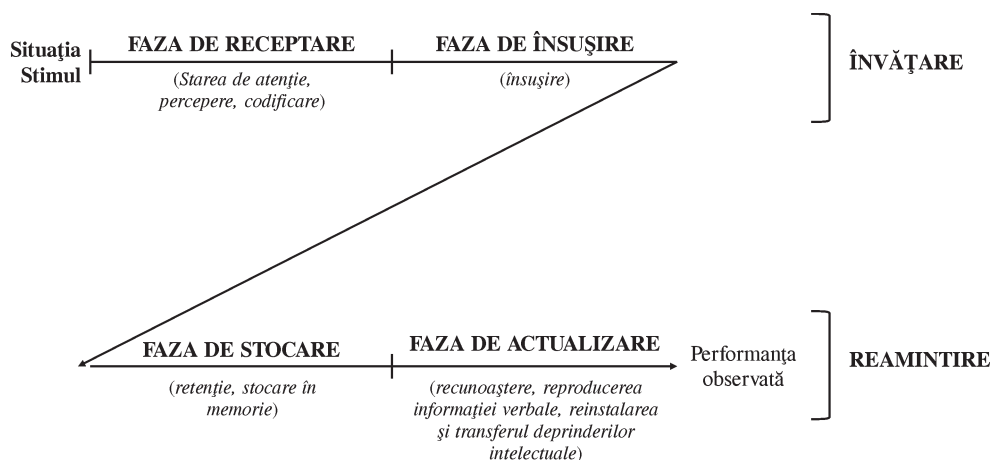 Situaţia
Stimul
FAZA DE RECEPTARE
(Starea de atenţie,
percepere, codificare)
FAZA DE ÎNSUŞIRE
(însuşire)
ÎNVĂŢARE
FAZA DE STOCARE
(retenţie, stocare în
memorie)
FAZA DE ACTUALIZARE
(recunoaştere, reproducerea
informaţiei verbale, reinstalarea
şi transferul deprinderilor
intelectuale)
Performanţa
observată
REAMINTIRE